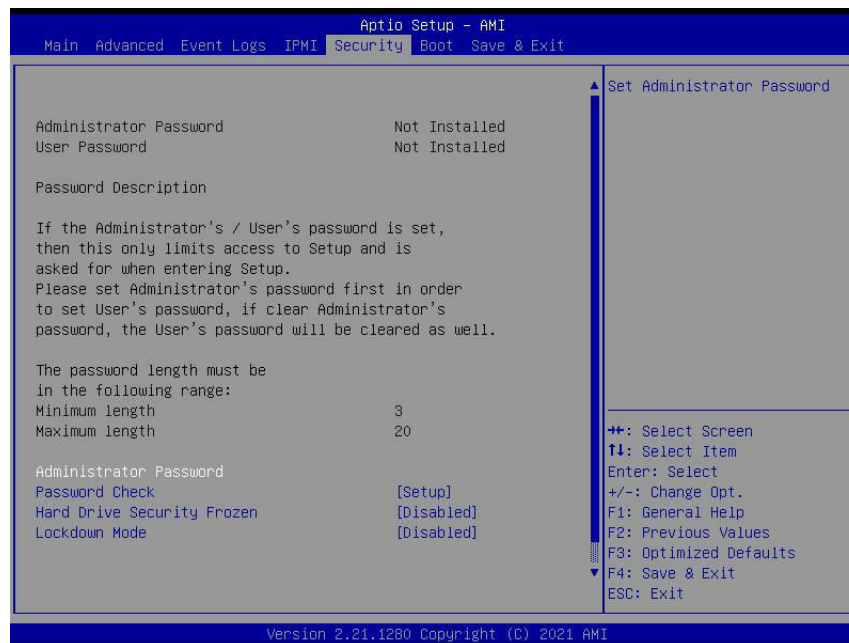 Aptio Setup – AMI
Main Advanced Event Logs IPMI Security Boot Save & Exit
Set Administrator Password
Administrator Password Not Installed
User Password Not Installed
Password Description
If the Administrator's / User's password is set,
then this only limits access to Setup and is
asked for when entering Setup.
Please set Administrator's password first in order
to set User's password, if clear Administrator's
password, the User's password will be cleared as well.
The password length must be
in the following range:
Minimum length 3
Maximum length 20
Administrator Password
Password Check [Setup]
Hard Drive Security Frozen [Disabled]
Lockdown Mode [Disabled]
→←: Select Screen
↑↓: Select Item
Enter: Select
+/-: Change Opt.
F1: General Help
F2: Previous Values
F3: Optimized Defaults
F4: Save & Exit
ESC: Exit
Version 2.21.1280 Copyright (C) 2021 AMI